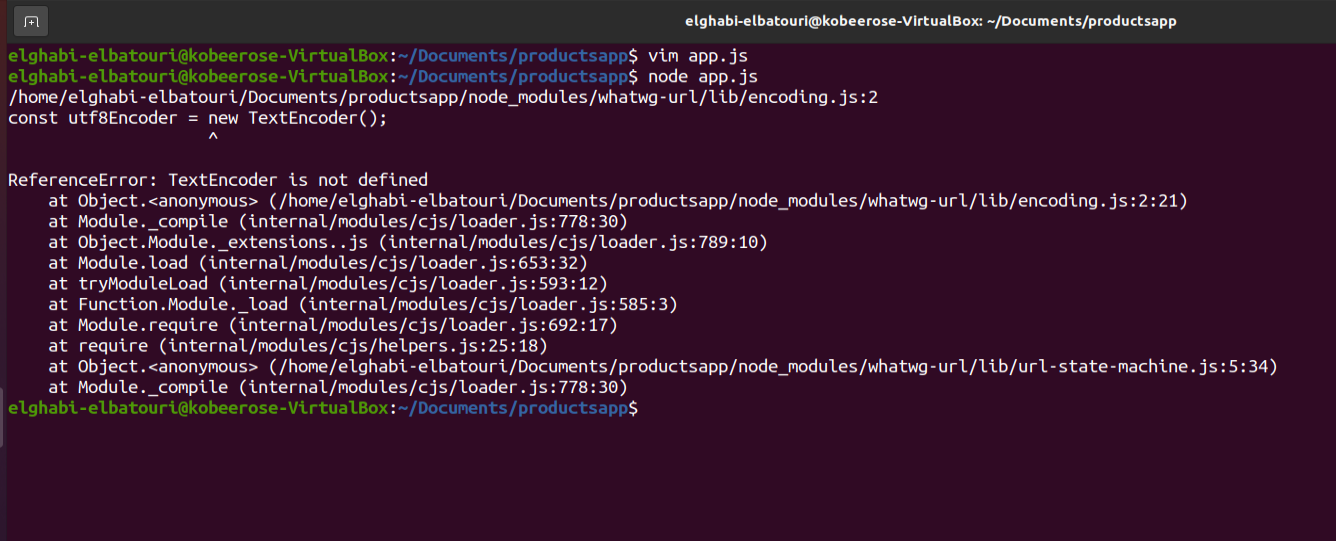 elghabi-elbatouri@kobeerose-VirtualBox: ~/Documents/productsapp
elghabi-elbatouri@kobeerose-VirtualBox:~/Documents/productsapp$ vim app.js
elghabi-elbatouri@kobeerose-VirtualBox:~/Documents/productsapp$ node app.js
/home/elghabi-elbatouri/Documents/productsapp/node_modules/whatwg-url/lib/encoding.js:2
const utf8Encoder = new TextEncoder();
                    ^
ReferenceError: TextEncoder is not defined
    at Object.<anonymous> (/home/elghabi-elbatouri/Documents/productsapp/node_modules/whatwg-url/lib/encoding.js:2:21)
    at Module._compile (internal/modules/cjs/loader.js:778:30)
    at Object.Module._extensions..js (internal/modules/cjs/loader.js:789:10)
    at Module.load (internal/modules/cjs/loader.js:653:32)
    at tryModuleLoad (internal/modules/cjs/loader.js:593:12)
    at Function.Module._load (internal/modules/cjs/loader.js:585:3)
    at Module.require (internal/modules/cjs/loader.js:692:17)
    at require (internal/modules/cjs/helpers.js:25:18)
    at Object.<anonymous> (/home/elghabi-elbatouri/Documents/productsapp/node_modules/whatwg-url/lib/url-state-machine.js:5:34)
    at Module._compile (internal/modules/cjs/loader.js:778:30)
elghabi-elbatouri@kobeerose-VirtualBox:~/Documents/productsapp$